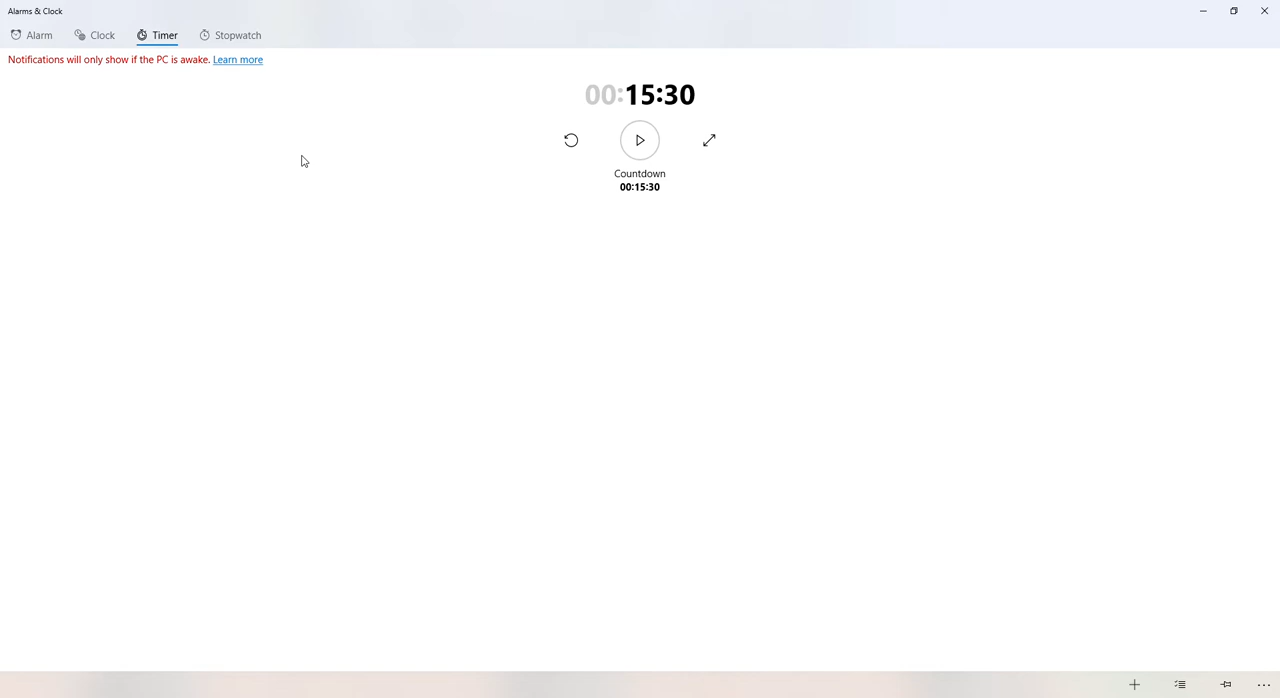 Alarms & Clock
Alarm Clock Timer Stopwatch
Notifications will only show if the PC is awake. Learn more
00:15:30
Countdown
00:15:30